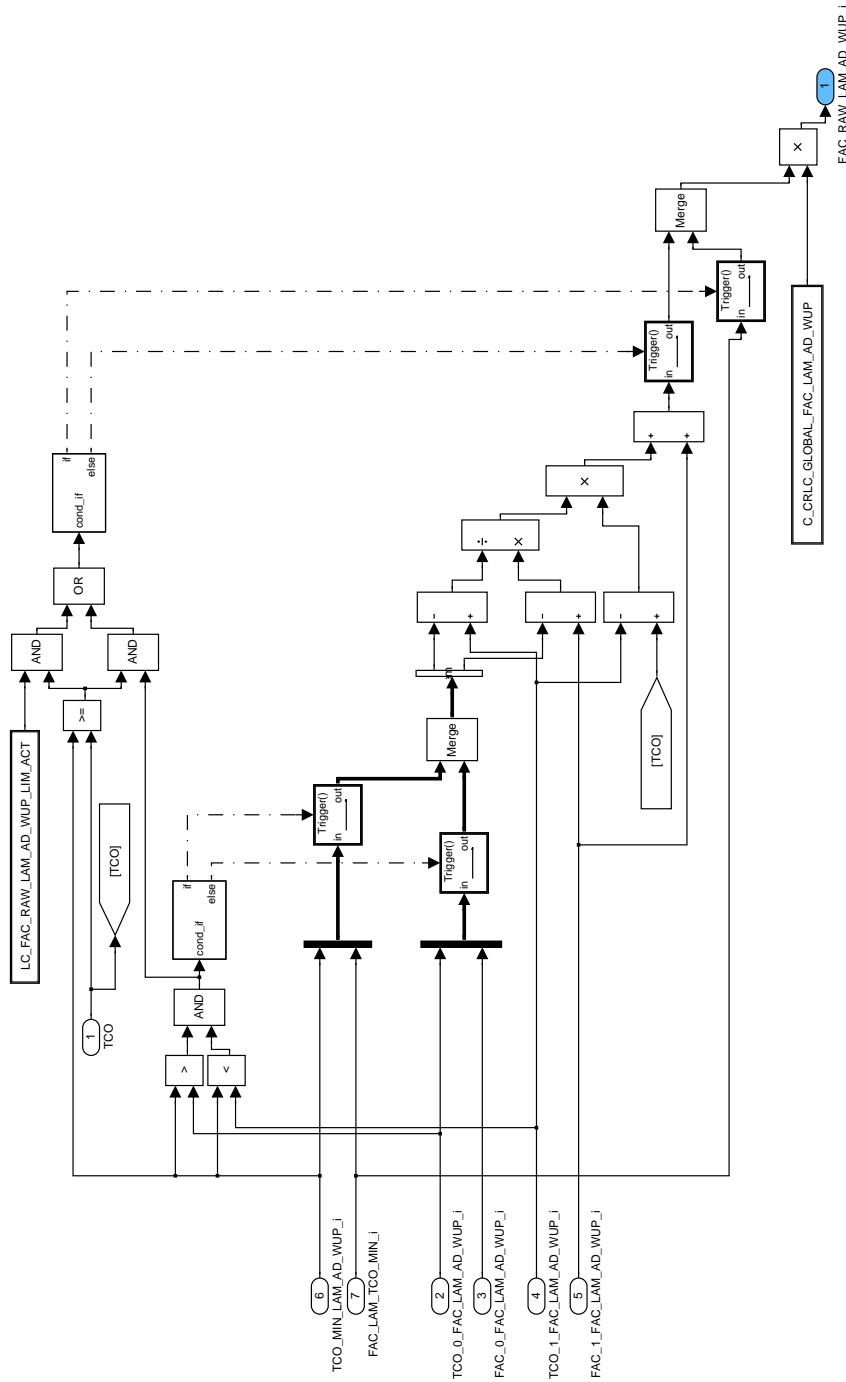 LC_FAC_RAW_LAM_AD_WUP_LIM_ACT
AND
>=
OR
cond_if
if
else
1
TCO
[TCO]
AND
>
AND
cond_if
if
else
<
6
TCO_MIN_LAM_AD_WUP_i
Trigger()
in
out
7
FAC_LAM_TCO_MIN_i
2
TCO_0_FAC_LAM_AD_WUP_i
Trigger()
in
out
Merge
3
FAC_0_FAC_LAM_AD_WUP_i
-
+
÷
×
4
TCO_1_FAC_LAM_AD_WUP_i
-
+
×
5
FAC_1_FAC_LAM_AD_WUP_i
-
+
[TCO]
+
+
Trigger()
in
out
Merge
Trigger()
in
out
×
C_CRLC_GLOBAL_FAC_LAM_AD_WUP
1
FAC_RAW_LAM_AD_WUP_i